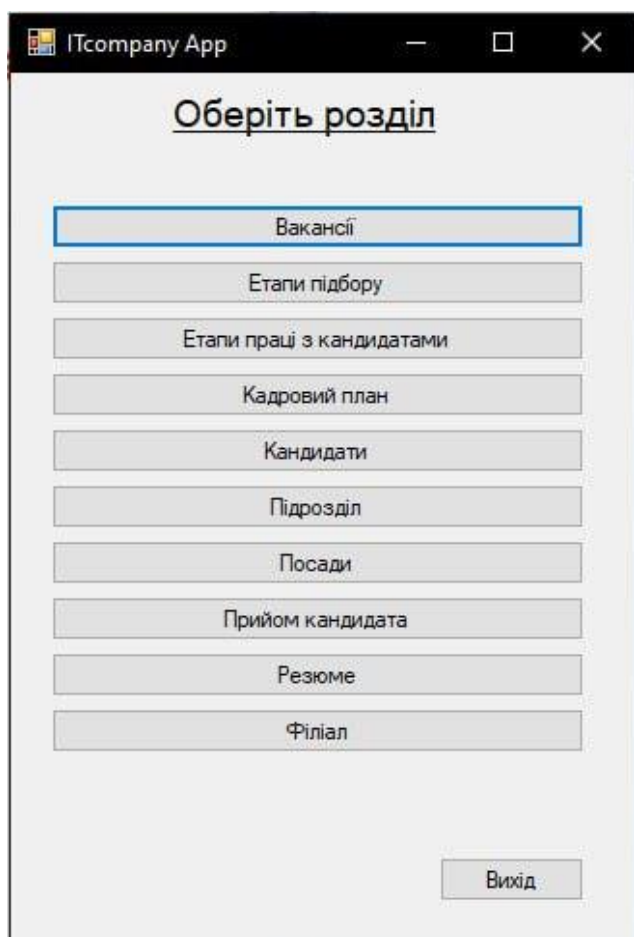 ITcompany App
Оберіть розділ
Вакансії
Етапи підбору
Етапи праці з кандидатами
Кадровий план
Кандидати
Підрозділ
Посади
Прийом кандидата
Резюме
Філіал
Вихід